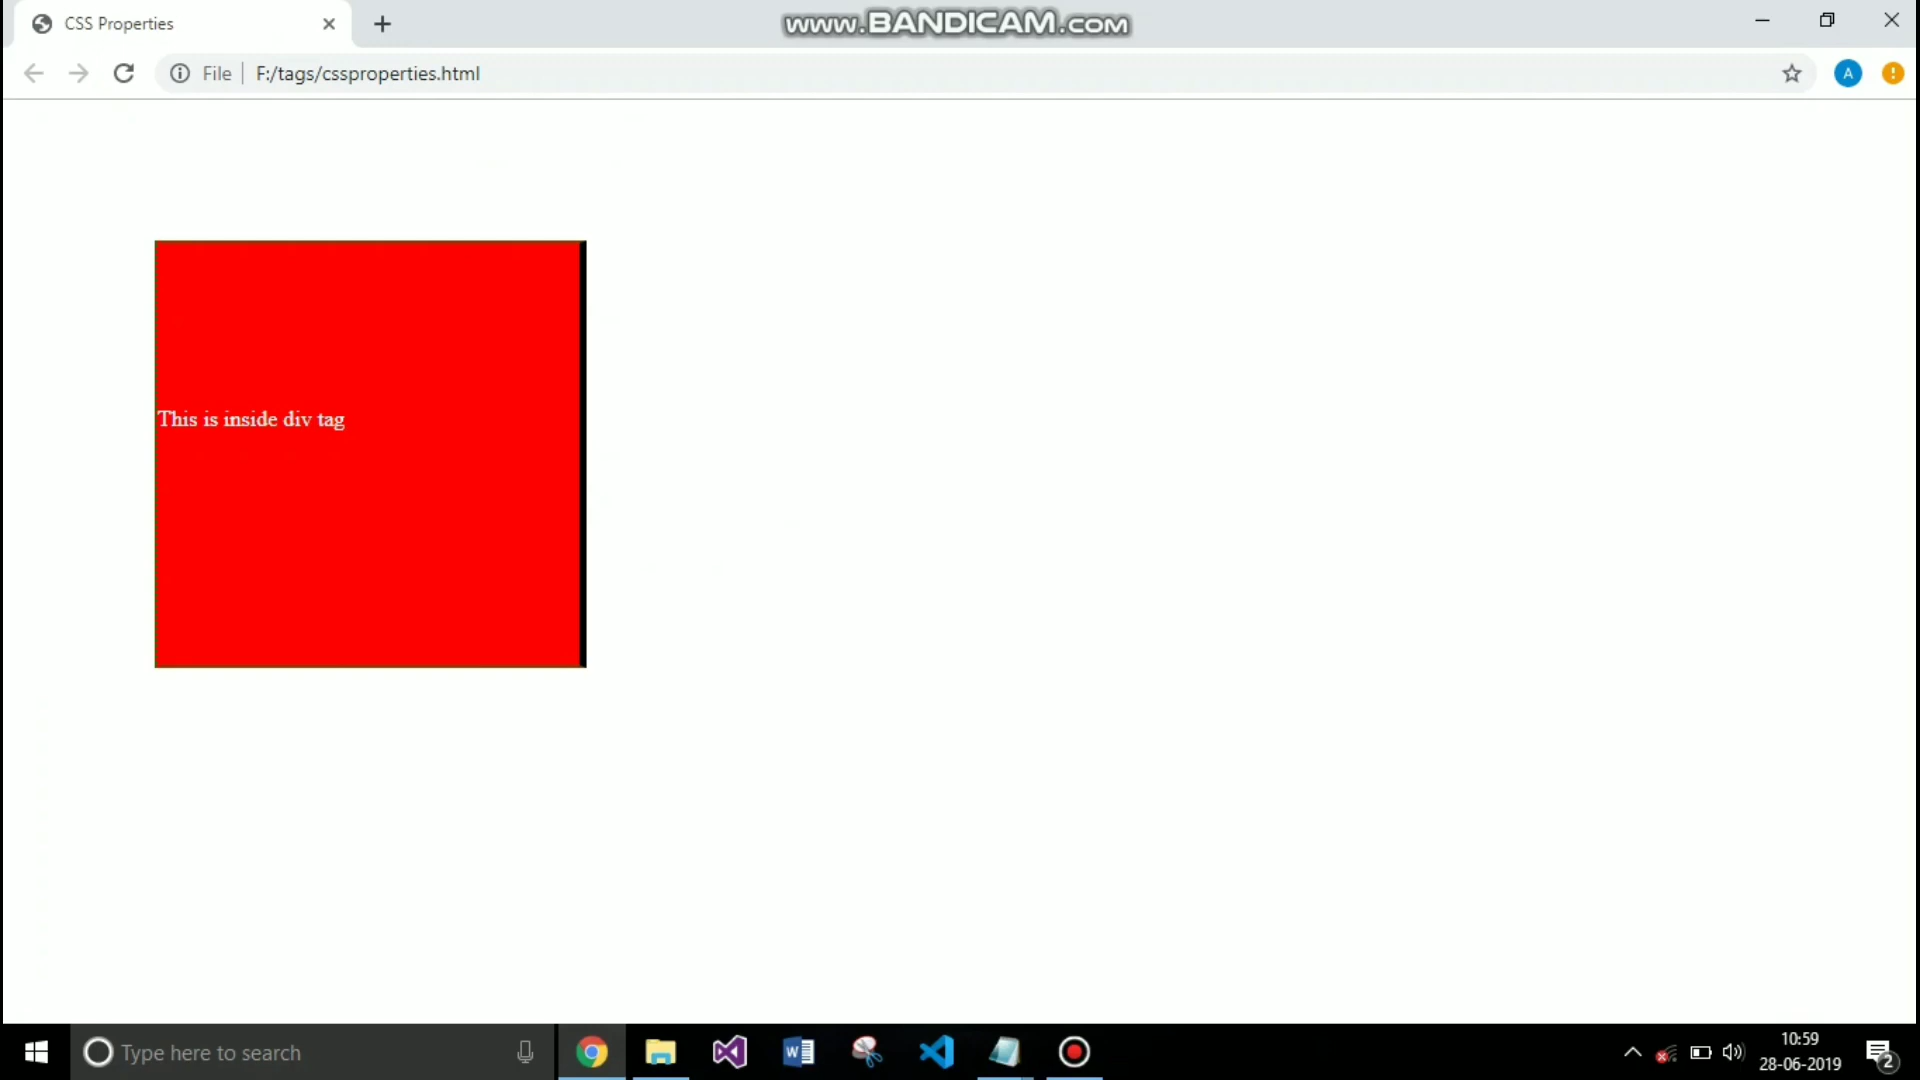 CSS Properties
www.BANDICAM.com
File
F:/tags/cssproperties.html
A
This is inside div tag
Type here to search
10:59
28-06-2019
2